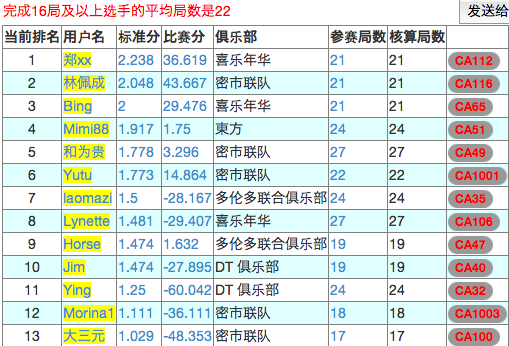 完成16局及以上选手的平均局数是22 发送给
当前排名 用户名 标准分 比赛分 俱乐部 参赛局数 核算局数
1 郑xx 2.238 36.619 喜乐年华 21 21 CA112
2 林佩成 2.048 43.667 密市联队 21 21 CA116
3 Bing 2 29.476 喜乐年华 21 21 CA65
4 Mimi88 1.917 1.75 東方 24 24 CA51
5 和为贵 1.778 3.296 密市联队 27 27 CA49
6 Yutu 1.773 14.864 密市联队 22 22 CA1001
7 laomazi 1.5 -28.167 多伦多联合俱乐部 24 24 CA35
8 Lynette 1.481 -29.407 喜乐年华 27 27 CA106
9 Horse 1.474 1.632 多伦多联合俱乐部 19 19 CA47
10 Jim 1.474 -27.895 DT 俱乐部 19 19 CA40
11 Ying 1.25 -60.042 DT 俱乐部 24 24 CA32
12 Morina1 1.111 -36.111 密市联队 18 18 CA1003
13 大三元 1.029 -48.353 密市联队 17 17 CA100